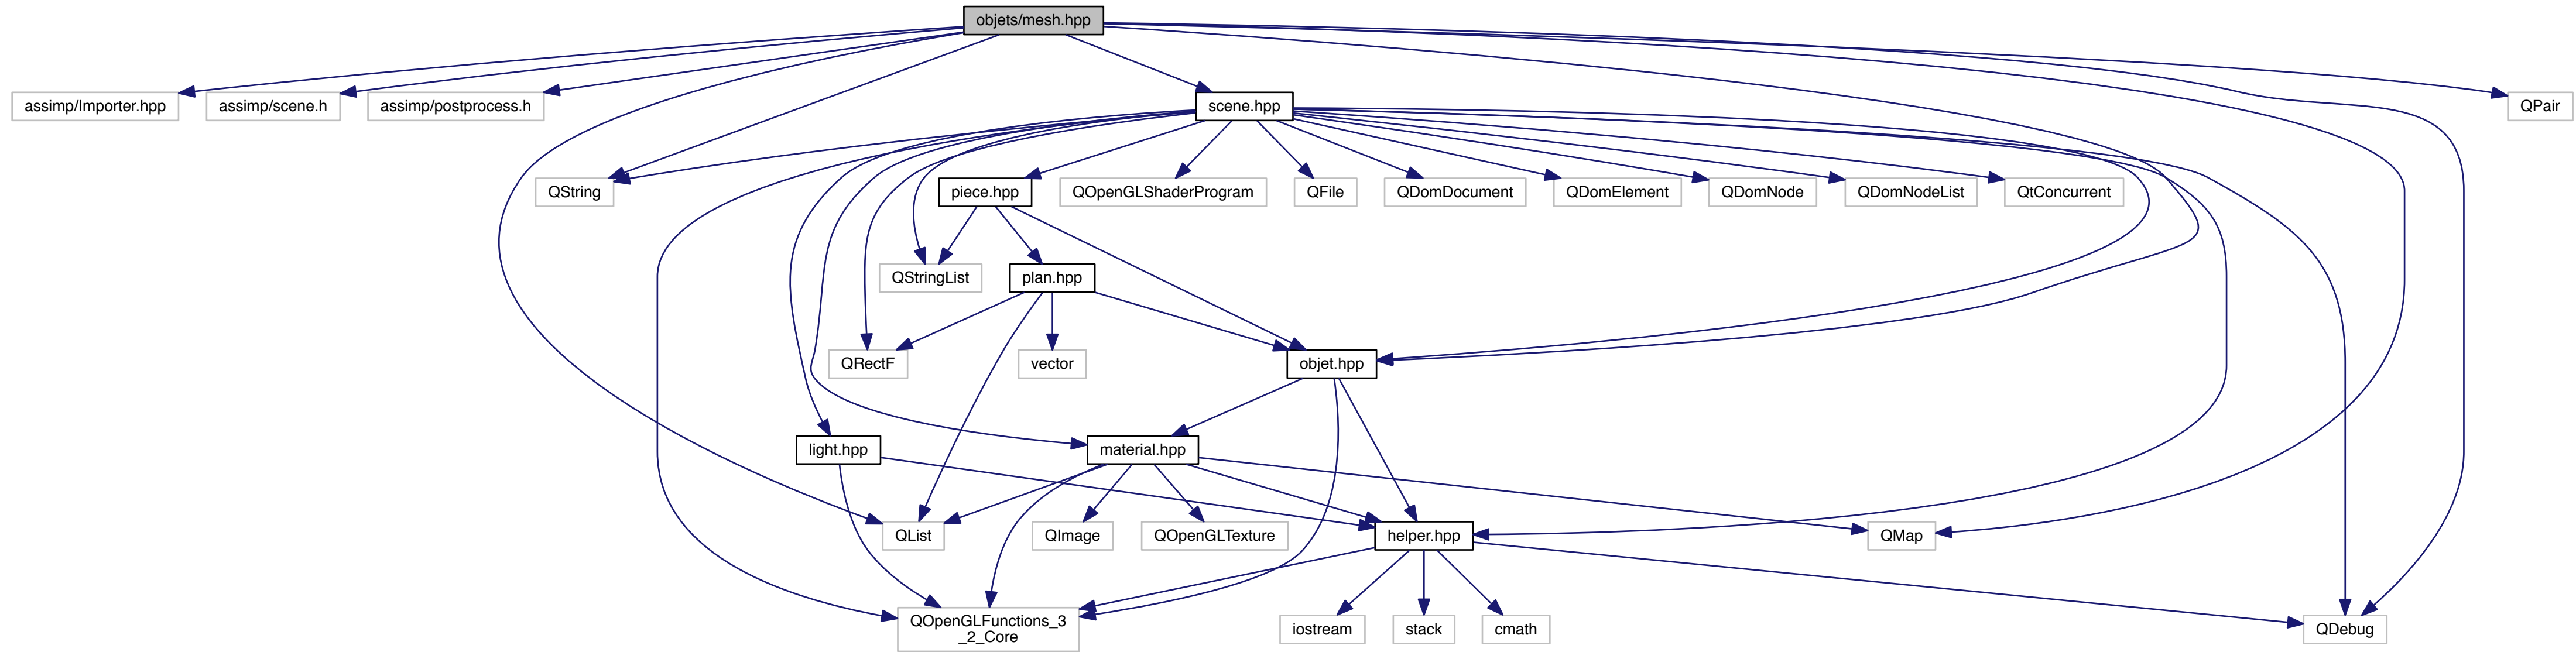 objets/mesh.hpp
assimp/Importer.hpp
assimp/scene.h
assimp/postprocess.h
scene.hpp
QPair
QString
piece.hpp
QOpenGLShaderProgram
QFile
QDomDocument
QDomElement
QDomNode
QDomNodeList
QtConcurrent
QStringList
plan.hpp
QRectF
vector
objet.hpp
light.hpp
material.hpp
QList
QImage
QOpenGLTexture
helper.hpp
QMap
QOpenGLFunctions_3
_2_Core
iostream
stack
cmath
QDebug